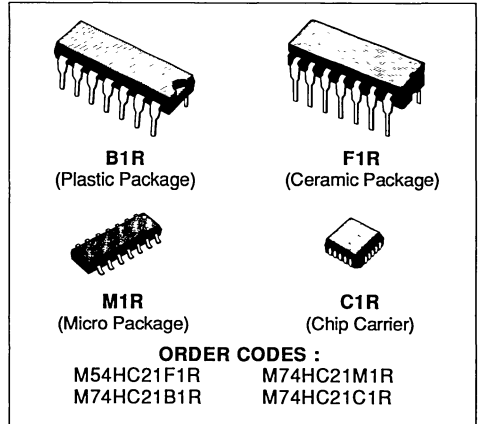 B1R
(Plastic Package)
F1R
(Ceramic Package)
M1R
(Micro Package)
C1R
(Chip Carrier)
ORDER CODES :
M54HC21F1R M74HC21M1R
M74HC21B1R M74HC21C1R